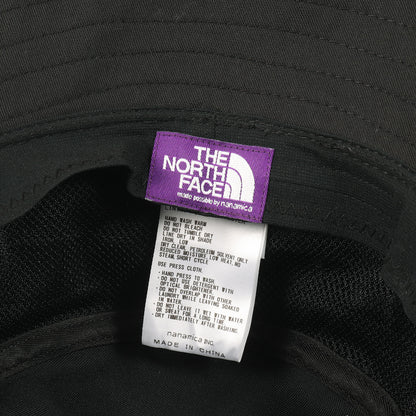 THE
NORTH
FACE
made possible by nanamica
HAND WASH WARM
DO NOT BLEACH
DO NOT TUMBLE DRY
LINE DRY IN SHADE
IRON, LOW
DRY CLEAN, PETROLEUM SOLVENT ONLY
REDUCED MOISTURE, LOW HEAT, NO
STEAM, SHORT CYCLE
USE PRESS CLOTH.
・HAND PRESS TO WASH.
・DO NOT USE DETERGENT WITH
OPTICAL BRIGHTENER.
・DO NOT OVERLAP WITH OTHER
LAUNDRY WHILE LEAVING SOAKED
IN WATER.
・DO NOT LEAVE IT WET WITH WATER
OR SWEAT FOR A LONG TIME
・DRY IMMEDIATELY AFTER WASHING
nanamica INC.
MADE IN CHINA